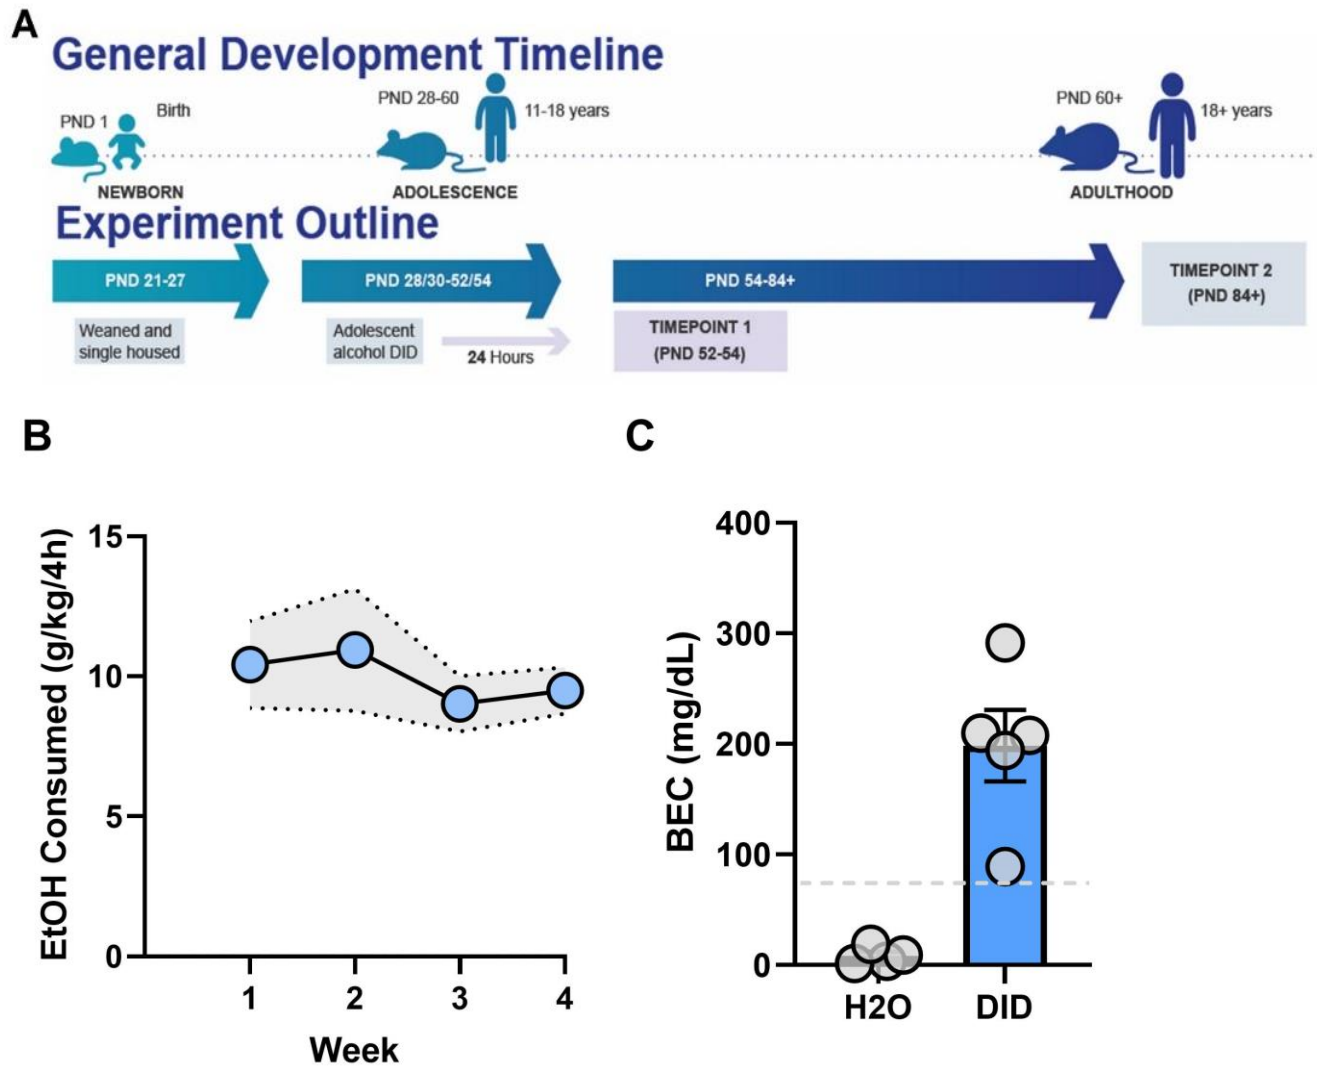 A
General Development Timeline
PND 1
Birth
NEWBORN
PND 28-60
11-18 years
ADOLESCENCE
PND 60+
18+ years
ADULTHOOD
Experiment Outline
PND 21-27
Weaned and
single housed
PND 28/30-52/54
Adolescent
alcohol DID
24 Hours
PND 54-84+
TIMEPOINT 1
(PND 52-54)
TIMEPOINT 2
(PND 84+)
B
EtOH Consumed (g/kg/4h)
15
10
5
0
1 2 3 4
Week
C
BEC (mg/dL)
400
300
200
100
0
H2O DID